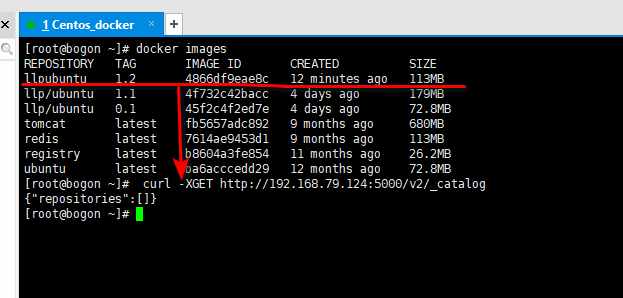 1 Centos_docker
[root@bogon ~]# docker images
REPOSITORY TAG IMAGE ID CREATED SIZE
llpubuntu 1.2 4866df9eae8c 12 minutes ago 113MB
llp/ubuntu 1.1 4f732c42bacc 4 days ago 179MB
llp/ubuntu 0.1 45f2c4f2ed7e 4 days ago 72.8MB
tomcat latest fb5657adc892 9 months ago 680MB
redis latest 7614ae9453d1 9 months ago 113MB
registry latest b8604a3fe854 11 months ago 26.2MB
ubuntu latest ba6acccedd29 12 months ago 72.8MB
[root@bogon ~]# curl -XGET http://192.168.79.124:5000/v2/_catalog
{"repositories":[]}
[root@bogon ~]#